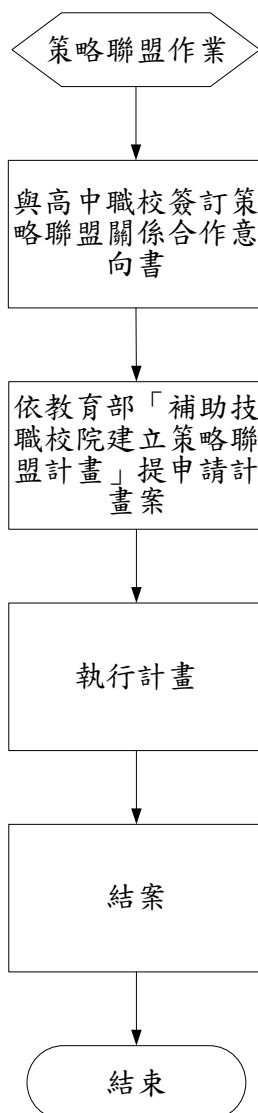 策略聯盟作業
與高中職校簽訂策
略聯盟關係合作意
向書
依教育部「補助技
職校院建立策略聯
盟計畫」提申請計
畫案
執行計畫
結案
結束